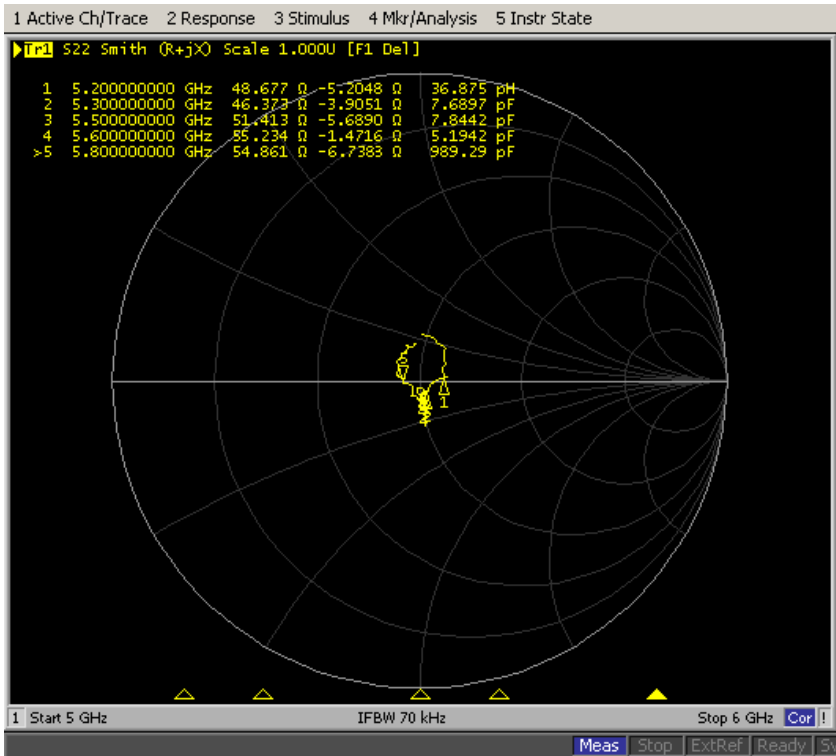 1 Active Ch/Trace 2 Response 3 Stimulus 4 Mkr/Analysis 5 Instr State
Tr1 S22 Smith (R+jX) Scale 1.000U [F1 Del]
1 5.200000000 GHz 48.677 Ω -5.2048 Ω 36.875 pH
2 5.300000000 GHz 46.373 Ω -3.9051 Ω 7.6897 pF
3 5.500000000 GHz 51.413 Ω -5.6890 Ω 7.8442 pF
4 5.600000000 GHz 55.234 Ω -1.4716 Ω 5.1942 pF
>5 5.800000000 GHz 54.861 Ω -6.7383 Ω 989.29 pF
1
1 Start 5 GHz IFBW 70 kHz Stop 6 GHz Cor !
Meas Stop ExtRef Ready